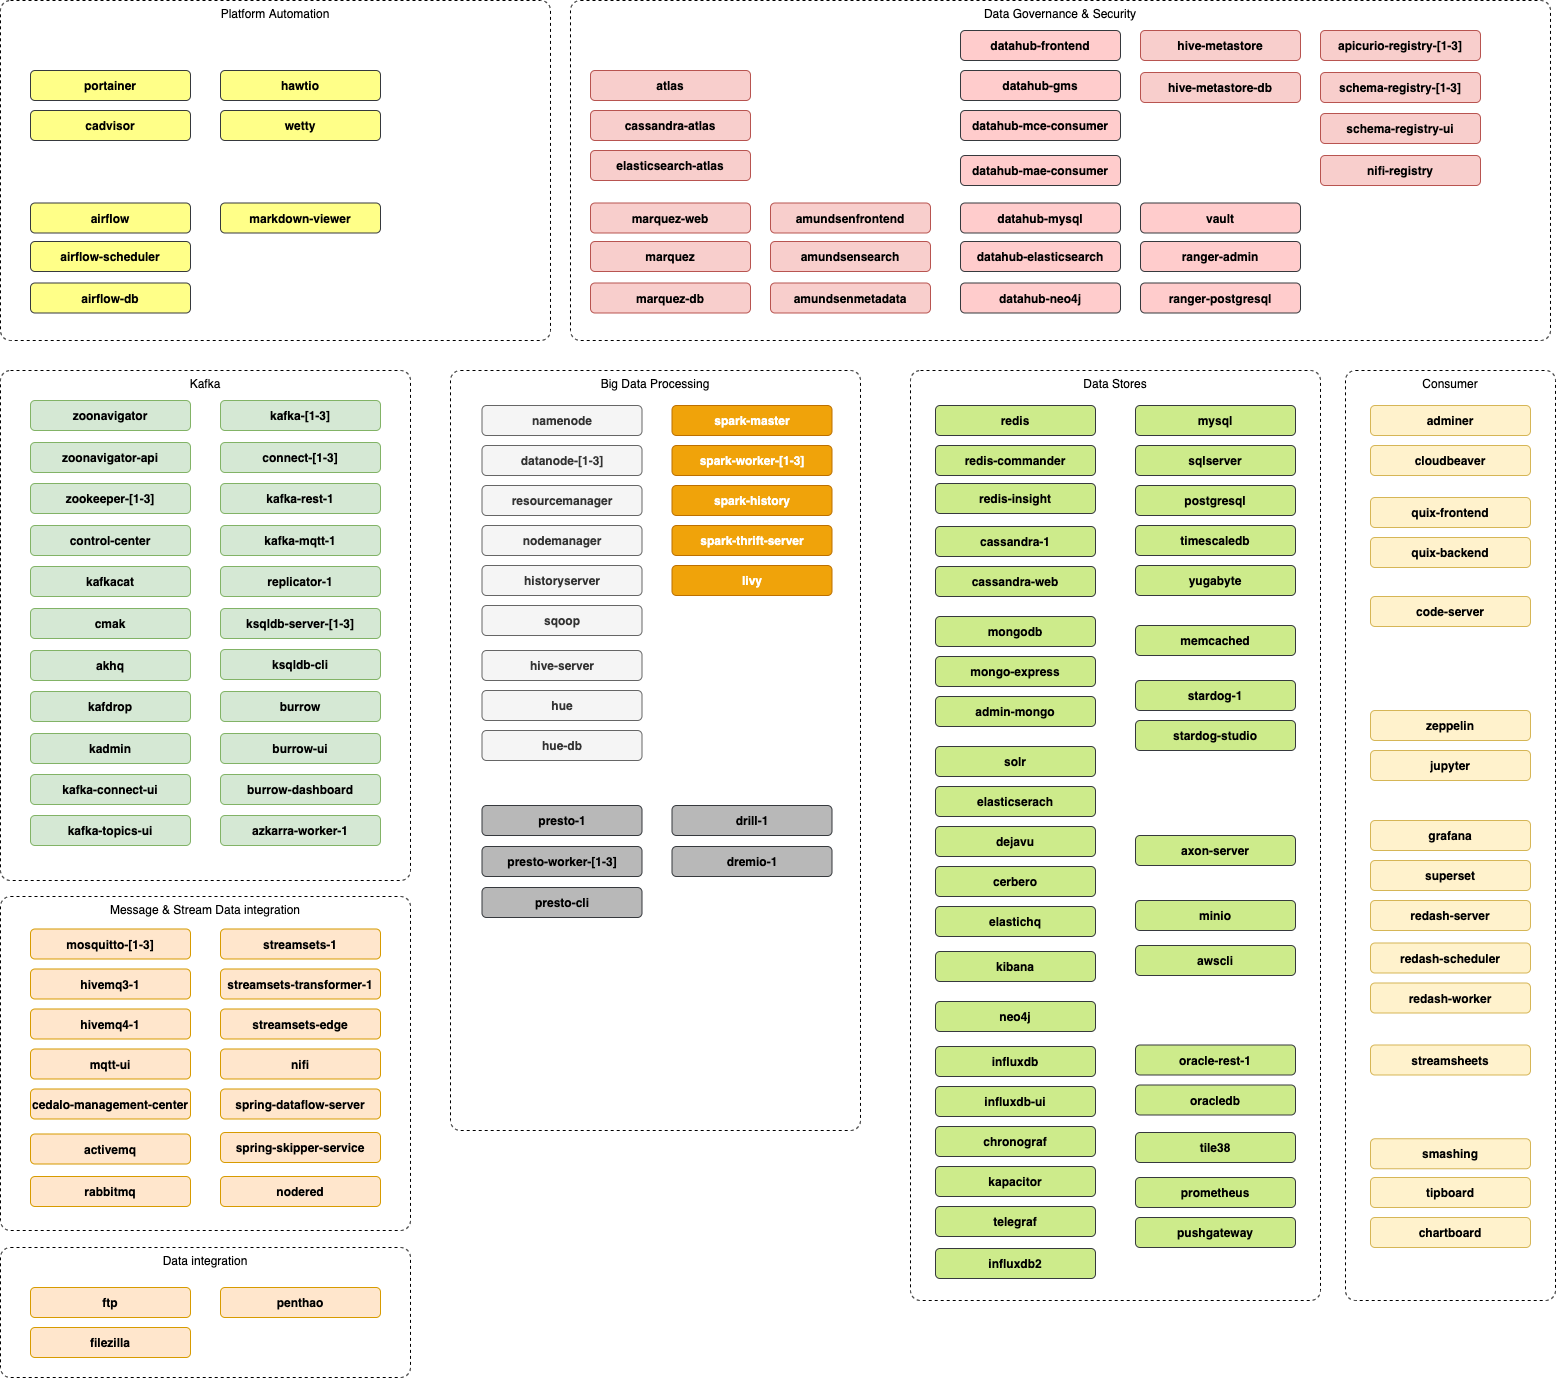 Platform Automation
portainer
hawtio
cadvisor
wetty
airflow
markdown-viewer
airflow-scheduler
airflow-db
Data Governance & Security
datahub-frontend
hive-metastore
apicurio-registry-[1-3]
atlas
datahub-gms
hive-metastore-db
schema-registry-[1-3]
cassandra-atlas
datahub-mce-consumer
schema-registry-ui
elasticsearch-atlas
datahub-mae-consumer
nifi-registry
marquez-web
amundsenfrontend
datahub-mysql
vault
marquez
amundsensearch
datahub-elasticsearch
ranger-admin
marquez-db
amundsenmetadata
datahub-neo4j
ranger-postgresql
Kafka
zoonavigator
kafka-[1-3]
zoonavigator-api
connect-[1-3]
zookeeper-[1-3]
kafka-rest-1
control-center
kafka-mqtt-1
kafkacat
replicator-1
cmak
ksqldb-server-[1-3]
akhq
ksqldb-cli
kafdrop
burrow
kadmin
burrow-ui
kafka-connect-ui
burrow-dashboard
kafka-topics-ui
azkarra-worker-1
Message & Stream Data integration
mosquitto-[1-3]
streamsets-1
hivemq3-1
streamsets-transformer-1
hivemq4-1
streamsets-edge
mqtt-ui
nifi
cedalo-management-center
spring-dataflow-server
activemq
spring-skipper-service
rabbitmq
nodered
Data integration
ftp
penthao
filezilla
Big Data Processing
namenode
spark-master
datanode-[1-3]
spark-worker-[1-3]
resourcemanager
spark-history
nodemanager
spark-thrift-server
historyserver
livy
sqoop
hive-server
hue
hue-db
presto-1
drill-1
presto-worker-[1-3]
dremio-1
presto-cli
Data Stores
redis
mysql
redis-commander
sqlserver
redis-insight
postgresql
cassandra-1
timescaledb
cassandra-web
yugabyte
mongodb
memcached
mongo-express
stardog-1
admin-mongo
stardog-studio
solr
elasticserach
dejavu
axon-server
cerbero
elastichq
minio
kibana
awscli
neo4j
influxdb
oracle-rest-1
influxdb-ui
oracledb
chronograf
tile38
kapacitor
prometheus
telegraf
pushgateway
influxdb2
Consumer
adminer
cloudbeaver
quix-frontend
quix-backend
code-server
zeppelin
jupyter
grafana
superset
redash-server
redash-scheduler
redash-worker
streamsheets
smashing
tipboard
chartboard